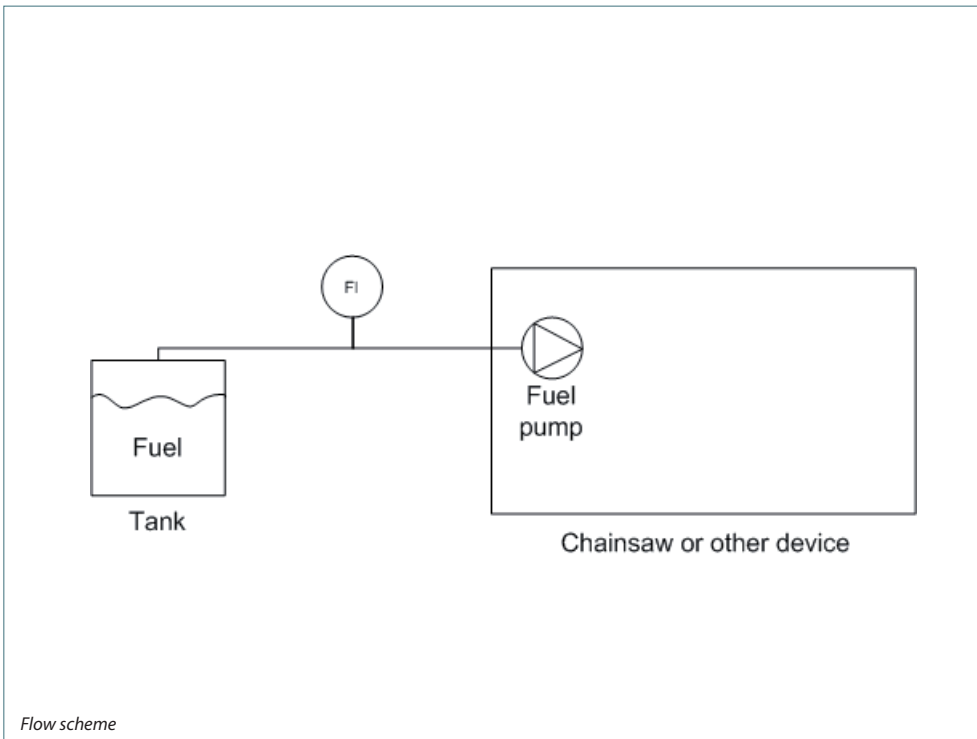 FI
Fuel
pump
Fuel
Tank
Chainsaw or other device
Flow scheme